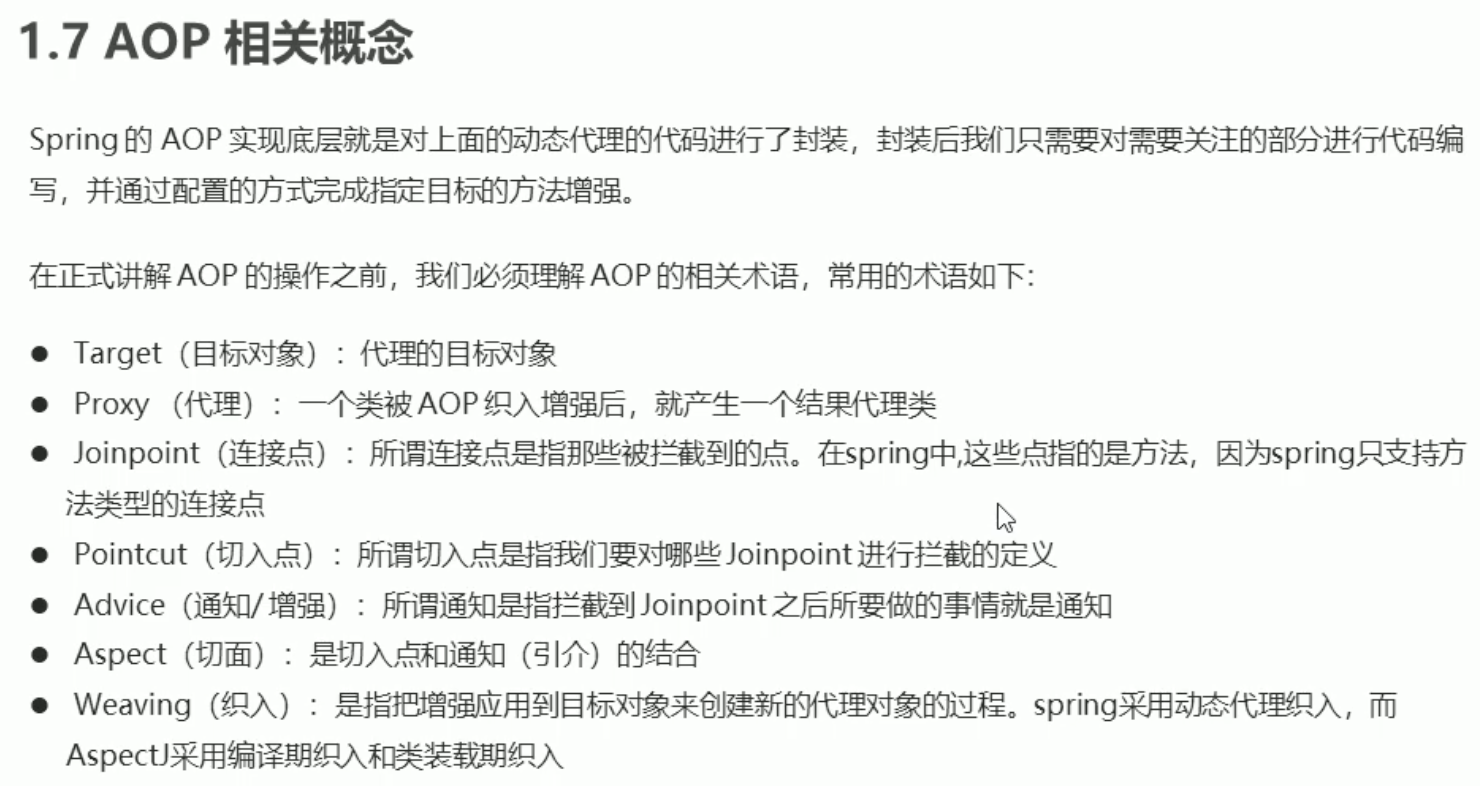 1.7 AOP 相关概念
Spring 的 AOP 实现底层就是对上面的动态代理的代码进行了封装，封装后我们只需要对需要关注的部分进行代码编
写，并通过配置的方式完成指定目标的方法增强。
在正式讲解 AOP 的操作之前，我们必须理解 AOP 的相关术语，常用的术语如下：
● Target（目标对象）：代理的目标对象
● Proxy （代理）：一个类被 AOP 织入增强后，就产生一个结果代理类
● Joinpoint（连接点）：所谓连接点是指那些被拦截到的点。在spring中,这些点指的是方法，因为spring只支持方
法类型的连接点
● Pointcut（切入点）：所谓切入点是指我们要对哪些 Joinpoint 进行拦截的定义
● Advice（通知/ 增强）：所谓通知是指拦截到 Joinpoint 之后所要做的事情就是通知
● Aspect（切面）：是切入点和通知（引介）的结合
● Weaving（织入）：是指把增强应用到目标对象来创建新的代理对象的过程。spring采用动态代理织入，而
AspectJ采用编译期织入和类装载期织入